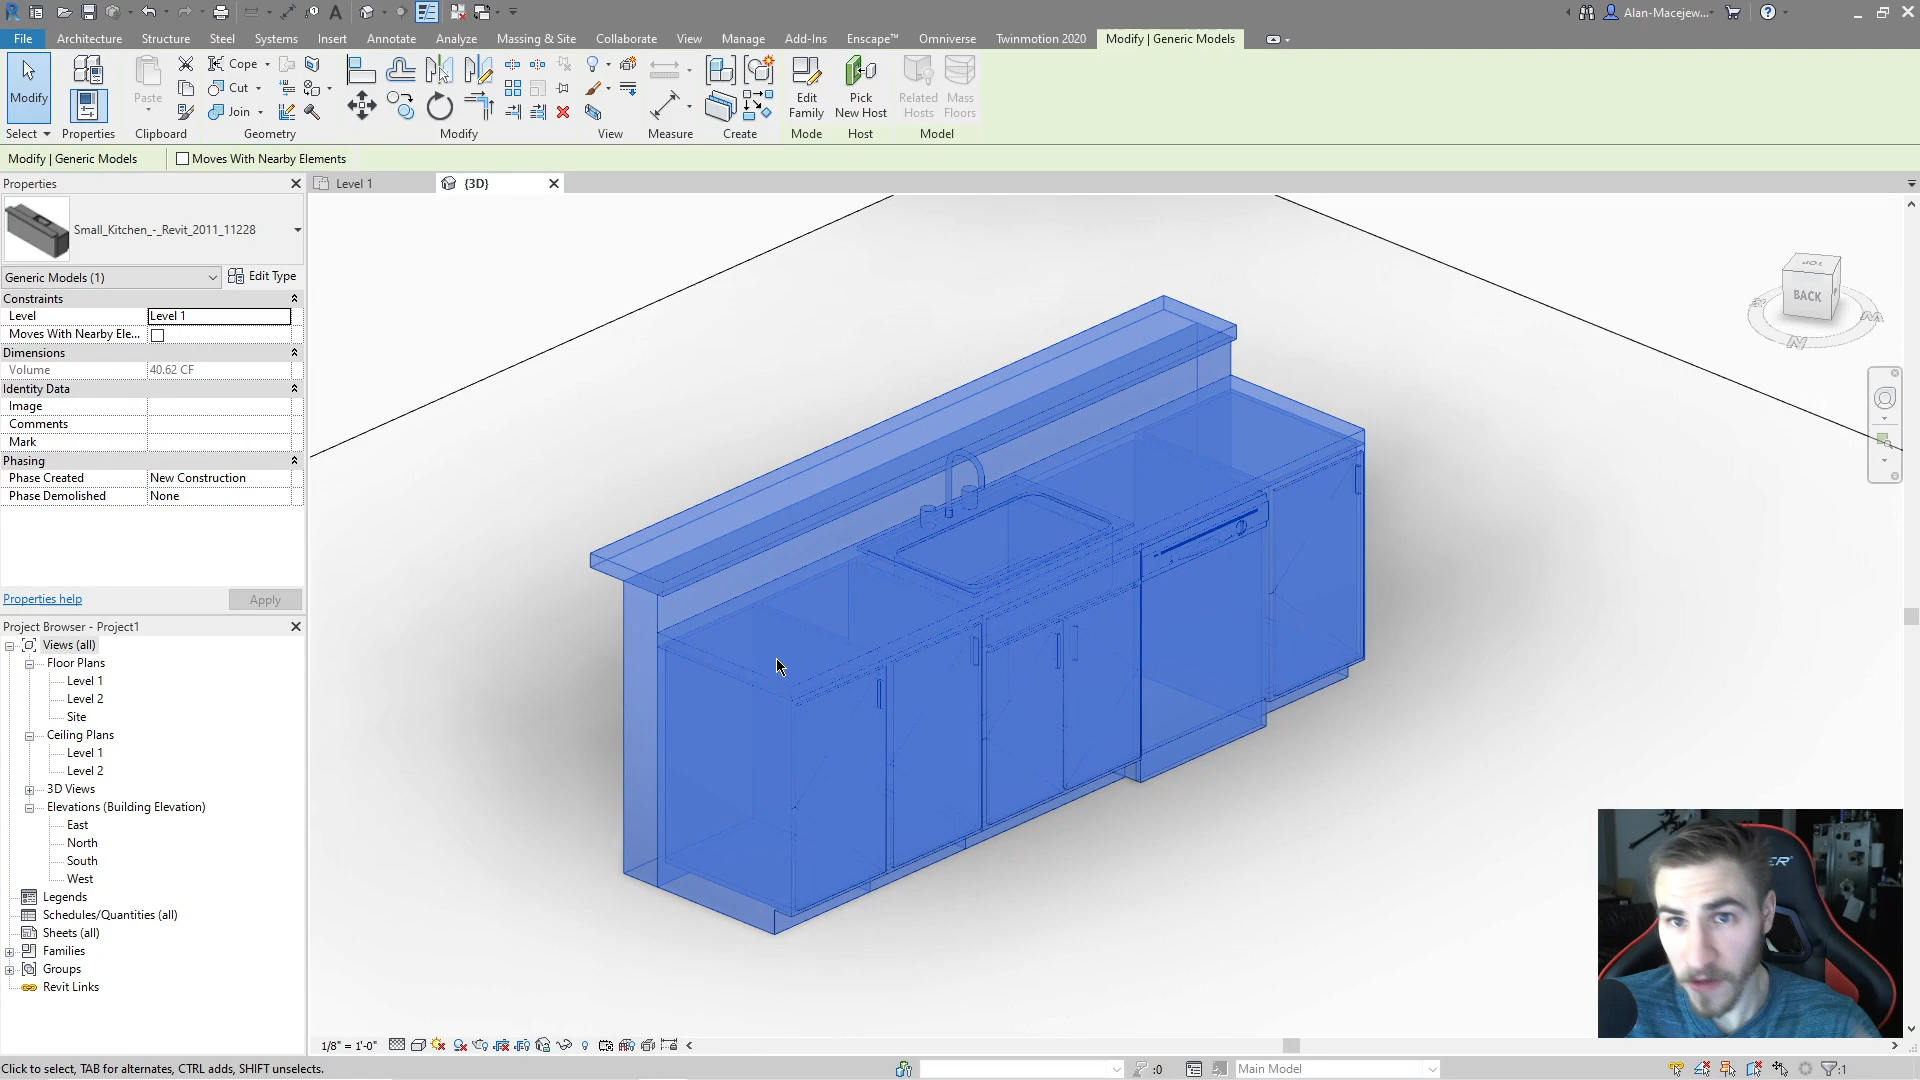 Alan-Macejew...
File Architecture Structure Steel Systems Insert Annotate Analyze Massing & Site Collaborate View Manage Add-Ins Enscape™ Omniverse Twinmotion 2020 Modify | Generic Models
Modify
Select
Properties
Paste
Clipboard
Cope
Cut
Join
Geometry
Modify
View
Measure
Create
Edit Family
Mode
Pick New Host
Host
Related Hosts
Mass Floors
Model
Modify | Generic Models
Moves With Nearby Elements
Properties
Level 1
{3D}
Small_Kitchen_-_Revit_2011_11228
Generic Models (1)
Edit Type
Constraints
Level Level 1
Moves With Nearby Ele...
Dimensions
Volume 40.62 CF
Identity Data
Image
Comments
Mark
Phasing
Phase Created New Construction
Phase Demolished None
Properties help
Apply
Project Browser - Project1
Views (all)
Floor Plans
Level 1
Level 2
Site
Ceiling Plans
Level 1
Level 2
3D Views
Elevations (Building Elevation)
East
North
South
West
Legends
Schedules/Quantities (all)
Sheets (all)
Families
Groups
Revit Links
TOP
BACK
N
1/8" = 1'-0"
Click to select, TAB for alternates, CTRL adds, SHIFT unselects.
:0
Main Model
:1